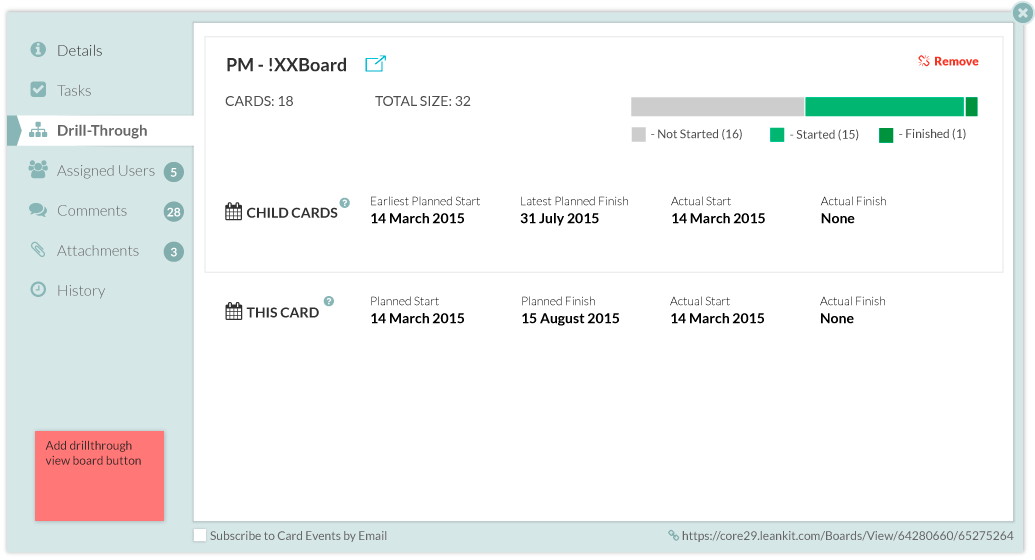 Details
Tasks
Drill-Through
Assigned Users 5
Comments 28
Attachments 3
History
Add drillthrough
view board button
PM - !XXBoard
Remove
CARDS: 18 TOTAL SIZE: 32
- Not Started (16) - Started (15) - Finished (1)
CHILD CARDS ?
Earliest Planned Start Latest Planned Finish Actual Start Actual Finish
14 March 2015 31 July 2015 14 March 2015 None
THIS CARD ?
Planned Start Planned Finish Actual Start Actual Finish
14 March 2015 15 August 2015 14 March 2015 None
Subscribe to Card Events by Email https://core29.leankit.com/Boards/View/64280660/65275264